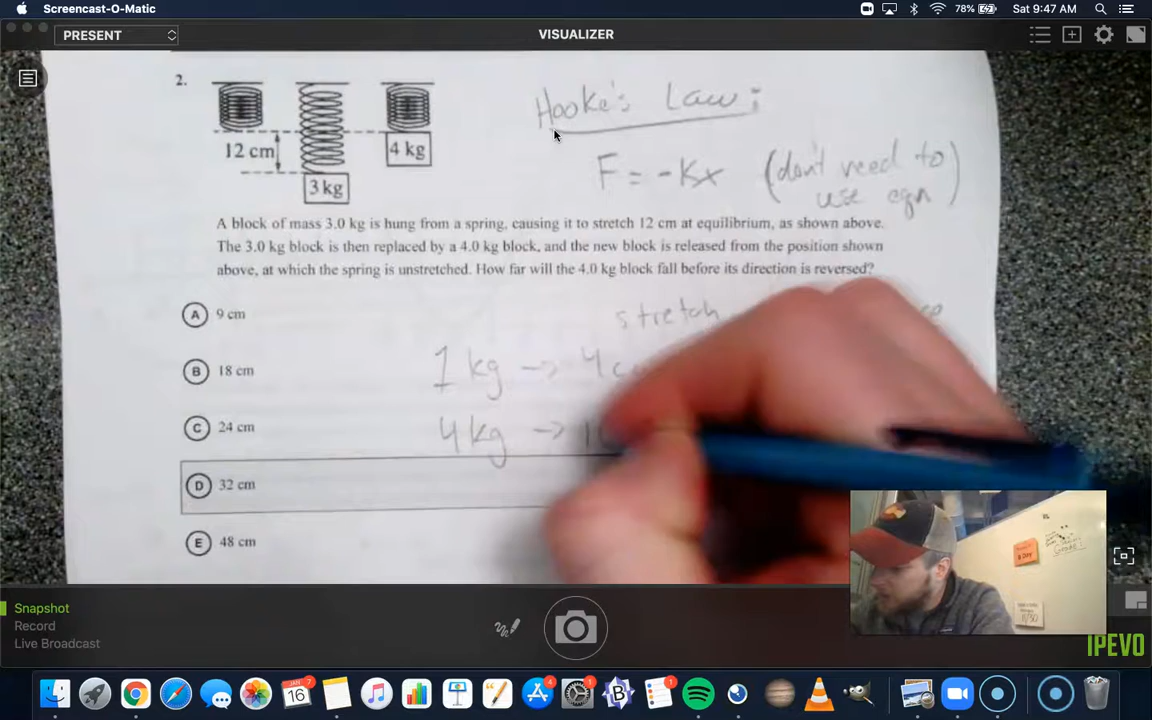 Screencast-O-Matic
78%
Sat 9:47 AM
PRESENT
VISUALIZER
2.
12 cm
3 kg
4 kg
Hooke's Law:
F = -Kx
(don't need to
use eqn)
A block of mass 3.0 kg is hung from a spring, causing it to stretch 12 cm at equilibrium, as shown above.
The 3.0 kg block is then replaced by a 4.0 kg block, and the new block is released from the position shown
above, at which the spring is unstretched. How far will the 4.0 kg block fall before its direction is reversed?
A 9 cm
B 18 cm
C 24 cm
D 32 cm
E 48 cm
stretch
1 kg → 4c
4 kg →
Snapshot
Record
Live Broadcast
IPEVO
JAN
16